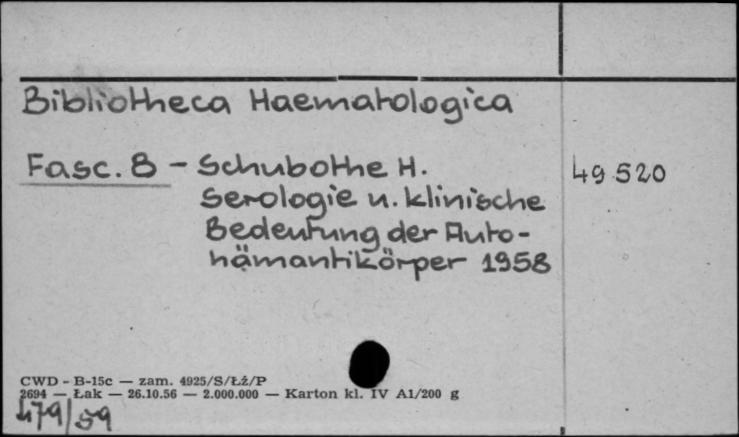 Bibliotheca Haematologica
Fasc. 8 - Schubothe H. 49 520
Serologie u. klinische
Bedeutung der Auto-
hämantikörper 1958
CWD - B-15c — zam. 4925/S/Łż/P
2694 — Łak — 26.10.56 — 2.000.000 — Karton kl. IV A1/200 g
479/59